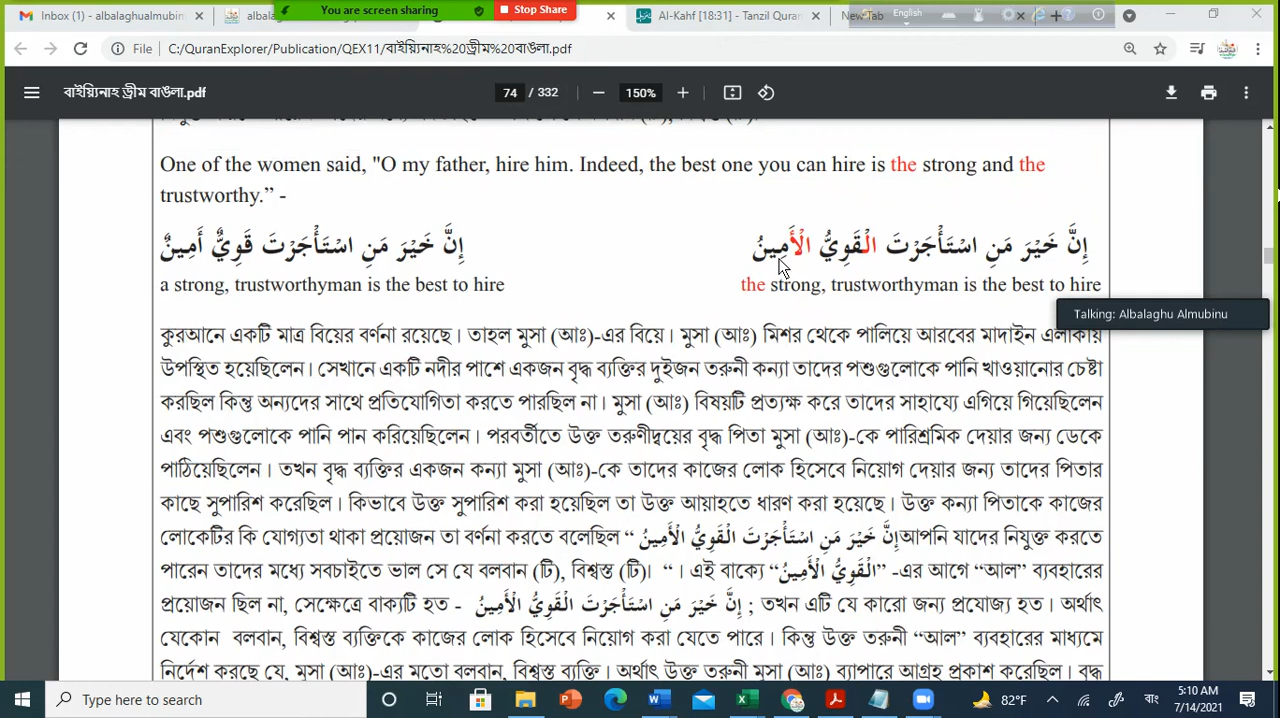 Inbox (11) - albalaghualmubin
albala
You are screen sharing
Stop Share
Al-Kahf [18:31] - Tanzil Quran
New Tab
English
File
C:/QuranExplorer/Publication/QEX11/বাইয়্যিনাহ%20ড্রীম%20বাঙলা.pdf
বাইয়্যিনাহ ড্রীম বাঙলা.pdf
74 / 332
150%
One of the women said, "O my father, hire him. Indeed, the best one you can hire is the strong and the
trustworthy.” -
إِنَّ خَيْرَ مَنِ اسْتَأْجَرْتَ قَوِيٌّ أَمِينٌ
إِنَّ خَيْرَ مَنِ اسْتَأْجَرْتَ الْقَوِيُّ الْأَمِينُ
a strong, trustworthyman is the best to hire
the strong, trustworthyman is the best to hire
Talking: Albalaghu Almubinu
কুরআনে একটি মাত্র বিয়ের বর্ণনা রয়েছে। তাহল মুসা (আঃ)-এর বিয়ে। মুসা (আঃ) মিশর থেকে পালিয়ে আরবের মাদাইন এলাকায়
উপস্থিত হয়েছিলেন। সেখানে একটি নদীর পাশে একজন বৃদ্ধ ব্যক্তির দুইজন তরুনী কন্যা তাদের পশুগুলোকে পানি খাওয়ানোর চেষ্টা
করছিল কিন্তু অন্যদের সাথে প্রতিযোগিতা করতে পারছিল না। মুসা (আঃ) বিষয়টি প্রত্যক্ষ করে তাদের সাহায্যে এগিয়ে গিয়েছিলেন
এবং পশুগুলোকে পানি পান করিয়েছিলেন। পরবর্তীতে উক্ত তরুণীদ্বয়ের বৃদ্ধ পিতা মুসা (আঃ)-কে পারিশ্রমিক দেয়ার জন্য ডেকে
পাঠিয়েছিলেন। তখন বৃদ্ধ ব্যক্তির একজন কন্যা মুসা (আঃ)-কে তাদের কাজের লোক হিসেবে নিয়োগ দেয়ার জন্য তাদের পিতার
কাছে সুপারিশ করেছিল। কিভাবে উক্ত সুপারিশ করা হয়েছিল তা উক্ত আয়াহতে ধারণ করা হয়েছে। উক্ত কন্যা পিতাকে কাজের
লোকেটির কি যোগ্যতা থাকা প্রয়োজন তা বর্ণনা করতে বলেছিল “ إِنَّ خَيْرَ مَنِ اسْتَأْجَرْتَ الْقَوِيُّ الْأَمِينُ আপনি যাদের নিযুক্ত করতে
পারেন তাদের মধ্যে সবচাইতে ভাল সে যে বলবান (টি), বিশ্বস্ত (টি)। “। এই বাক্যে “الْقَوِيُّ الْأَمِينُ” -এর আগে “আল” ব্যবহারের
প্রয়োজন ছিল না, সেক্ষেত্রে বাক্যটি হত - إِنَّ خَيْرَ مَنِ اسْتَأْجَرْتَ الْقَوِيُّ الْأَمِينُ ; তখন এটি যে কারো জন্য প্রযোজ্য হত। অর্থাৎ
যেকোন বলবান, বিশ্বস্ত ব্যক্তিকে কাজের লোক হিসেবে নিয়োগ করা যেতে পারে। কিন্তু উক্ত তরুনী “আল” ব্যবহারের মাধ্যমে
নির্দেশ করছে যে, মুসা (আঃ)-এর মতো বলবান, বিশ্বস্ত ব্যক্তি। অর্থাৎ উক্ত তরুনী মুসা (আঃ) ব্যাপারে আগ্রহ প্রকাশ করেছিল। বৃদ্ধ
Type here to search
82°F
বাং
5:10 AM
7/14/2021